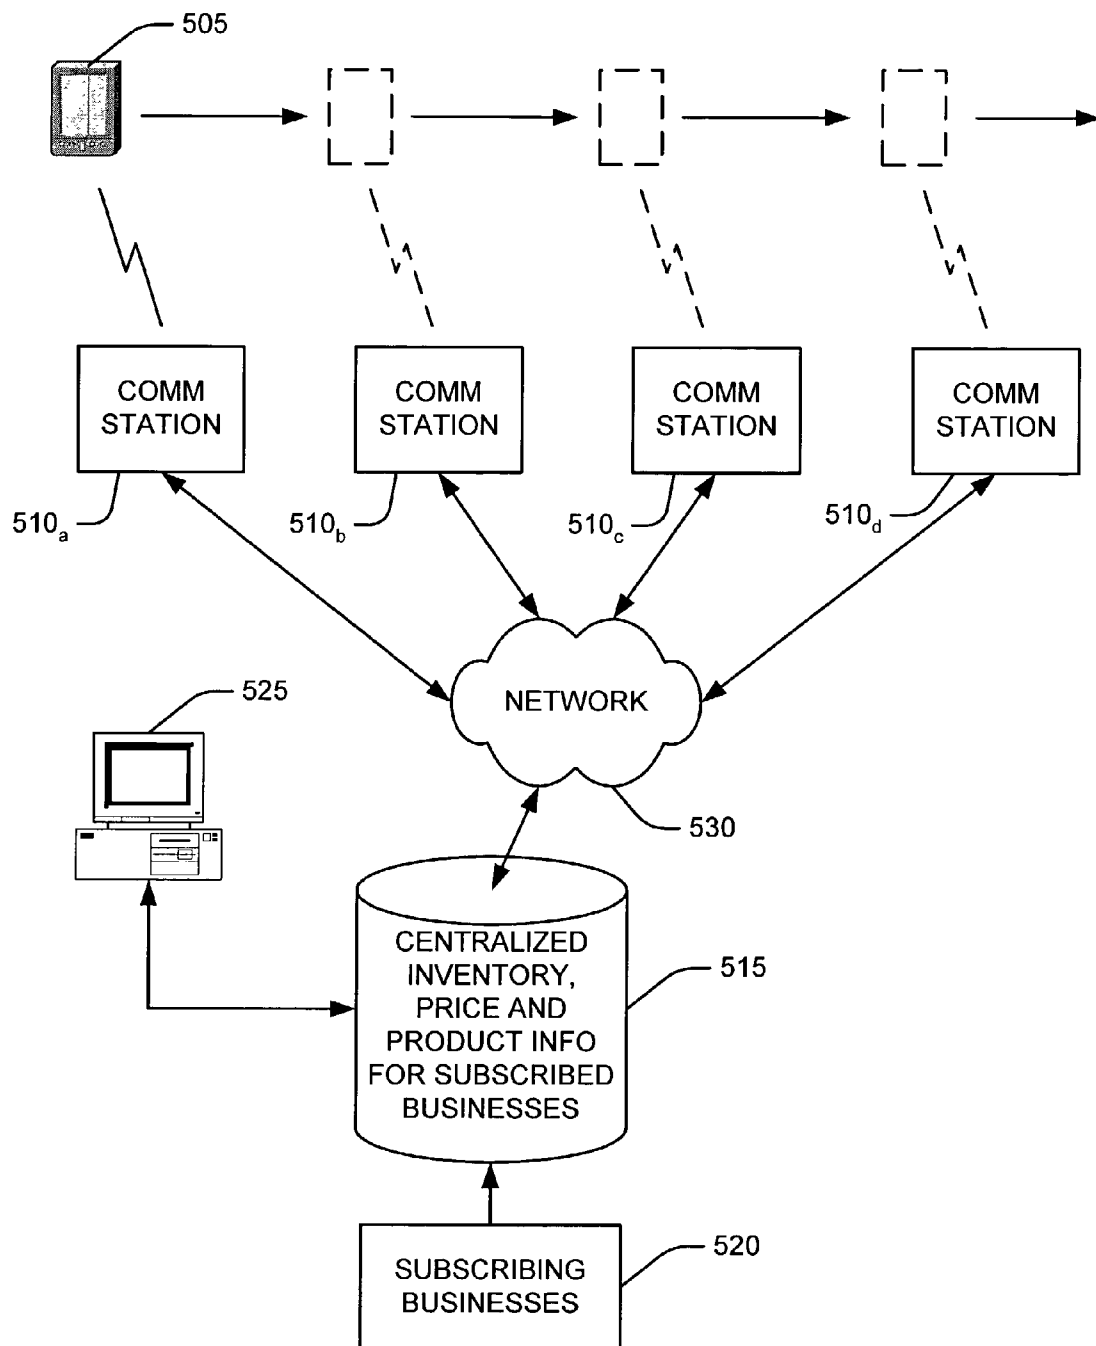 505
COMM
STATION
COMM
STATION
COMM
STATION
COMM
STATION
510a
510b
510c
510d
NETWORK
525
530
CENTRALIZED
INVENTORY,
PRICE AND
PRODUCT INFO
FOR SUBSCRIBED
BUSINESSES
515
SUBSCRIBING
BUSINESSES
520